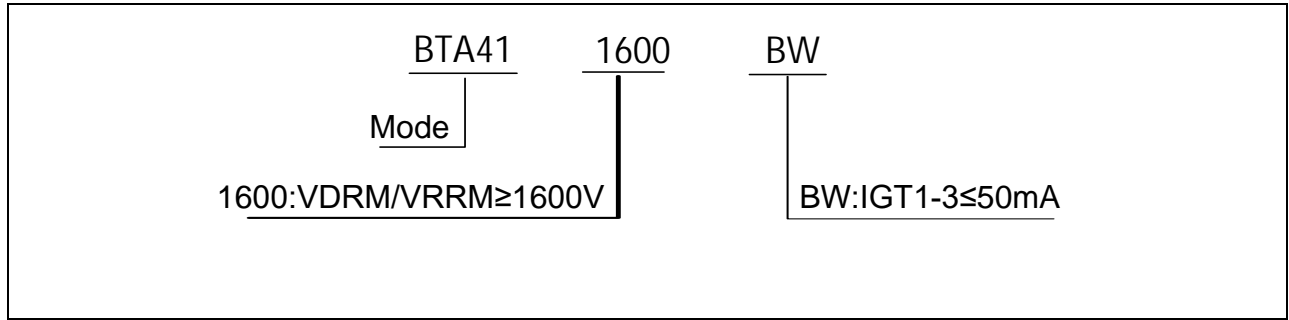 BTA41 1600 BW
Mode
1600:VDRM/VRRM≥1600V BW:IGT1-3≤50mA